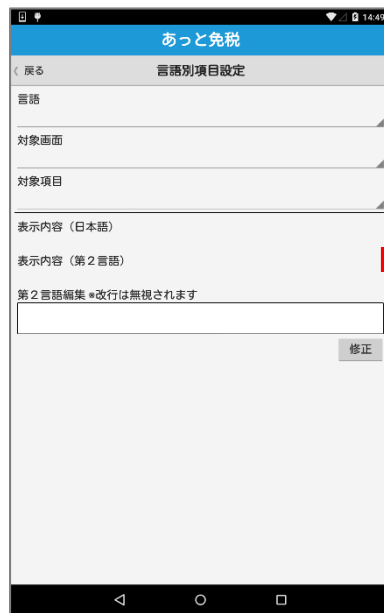 14:49
あっと免税
〈 戻る
言語別項目設定
言語
対象画面
対象項目
表示内容（日本語）
表示内容（第２言語）
第２言語編集 ※改行は無視されます
修正